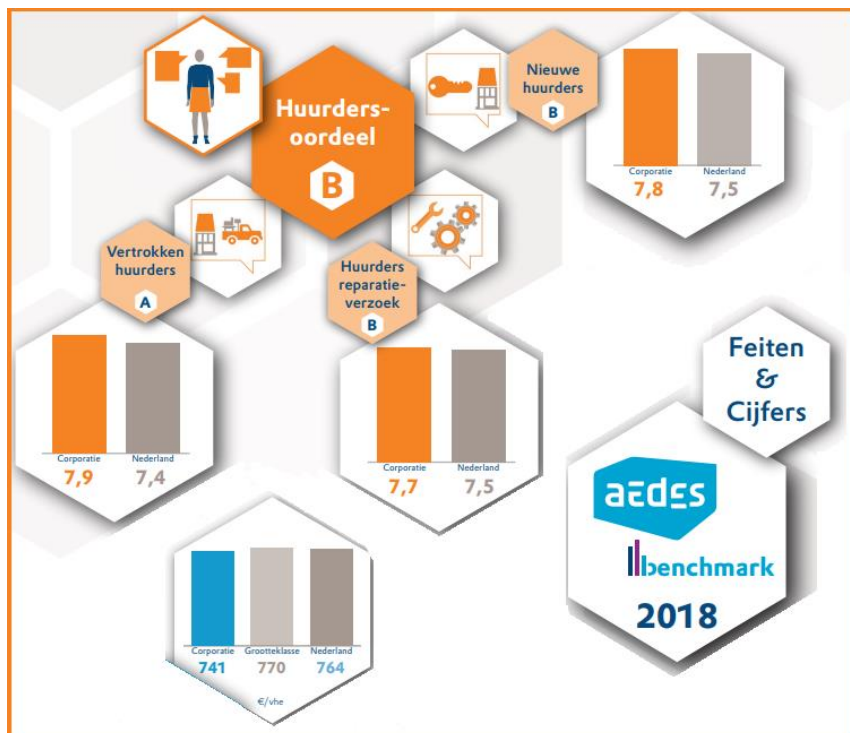 Huurders-
oordeel
B
Nieuwe
huurders
B
Corporatie Nederland
7,8 7,5
Vertrokken
huurders
A
Corporatie Nederland
7,9 7,4
Huurders
reparatie-
verzoek
B
Corporatie Nederland
7,7 7,5
Feiten
&
Cijfers
aedes
benchmark
2018
Corporatie Grootteklasse Nederland
741 770 764
€/vhe